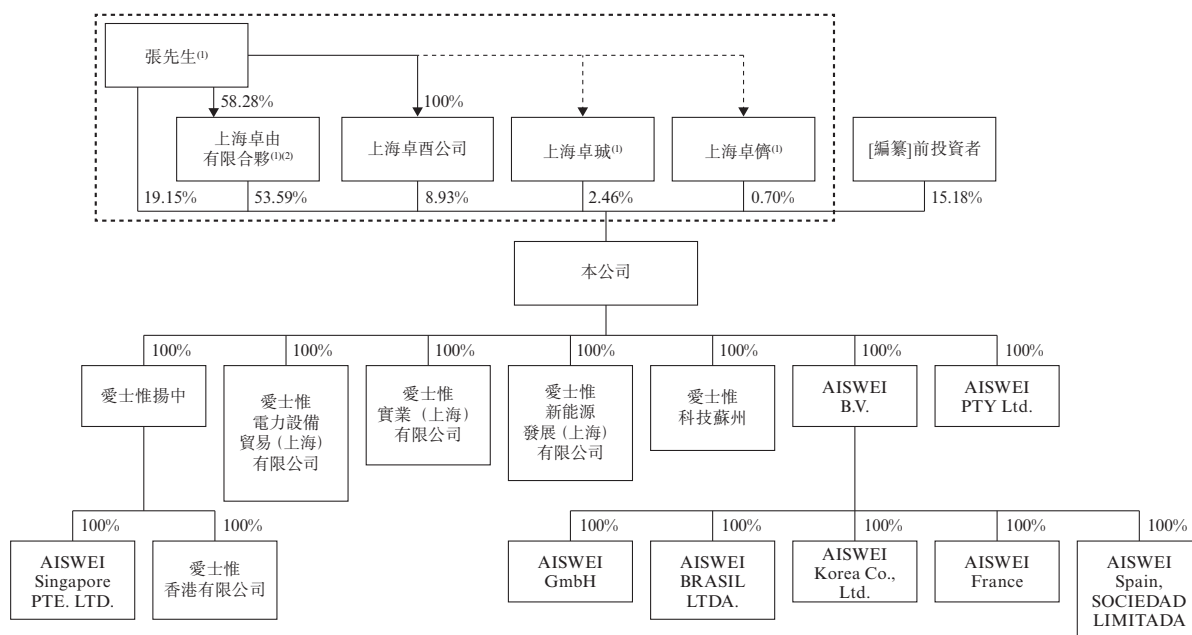 張先生(1)
58.28%
100%
上海卓由
有限合夥(1)(2)
上海卓酉公司
上海卓珹(1)
上海卓儕(1)
[編纂]前投資者
19.15%
53.59%
8.93%
2.46%
0.70%
15.18%
本公司
100%
100%
100%
100%
100%
100%
100%
愛士惟揚中
愛士惟
電力設備
貿易(上海)
有限公司
愛士惟
實業(上海)
有限公司
愛士惟
新能源
發展(上海)
有限公司
愛士惟
科技蘇州
AISWEI
B.V.
AISWEI
PTY Ltd.
100%
100%
100%
100%
100%
100%
100%
AISWEI
Singapore
PTE. LTD.
愛士惟
香港有限公司
AISWEI
GmbH
AISWEI
BRASIL
LTDA.
AISWEI
Korea Co.,
Ltd.
AISWEI
France
AISWEI
Spain,
SOCIEDAD
LIMITADA